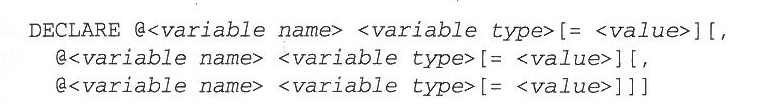 DECLARE @<variable name> <variable type>[= <value>][,
@<variable name> <variable type>[= <value>][,
@<variable name> <variable type>[= <value>]]]